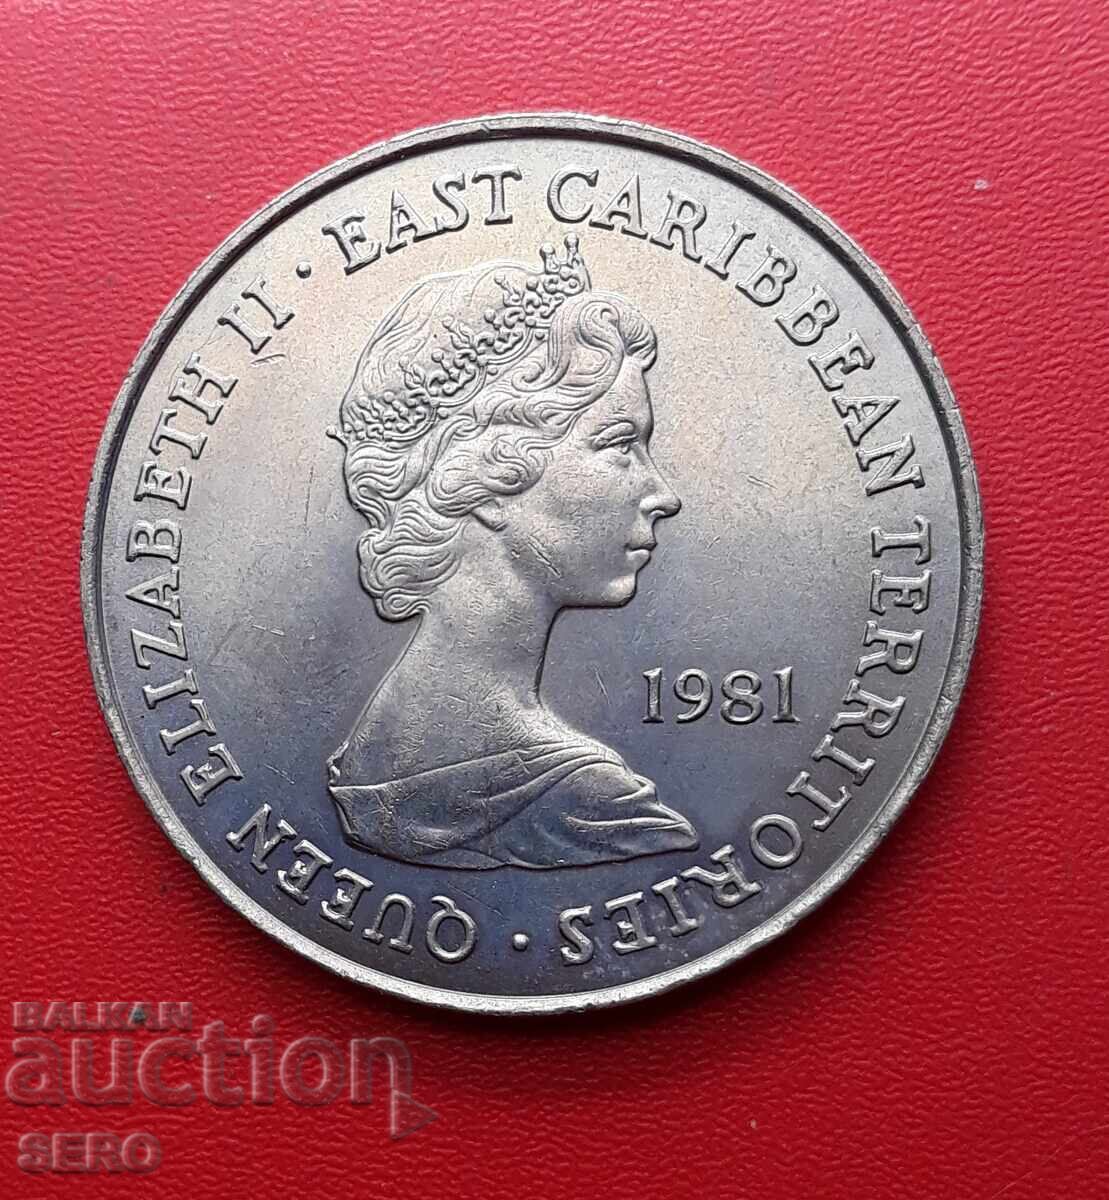 QUEEN ELIZABETH II · EAST CARIBBEAN TERRITORIES ·
1981
BALKAN
auction
SERO